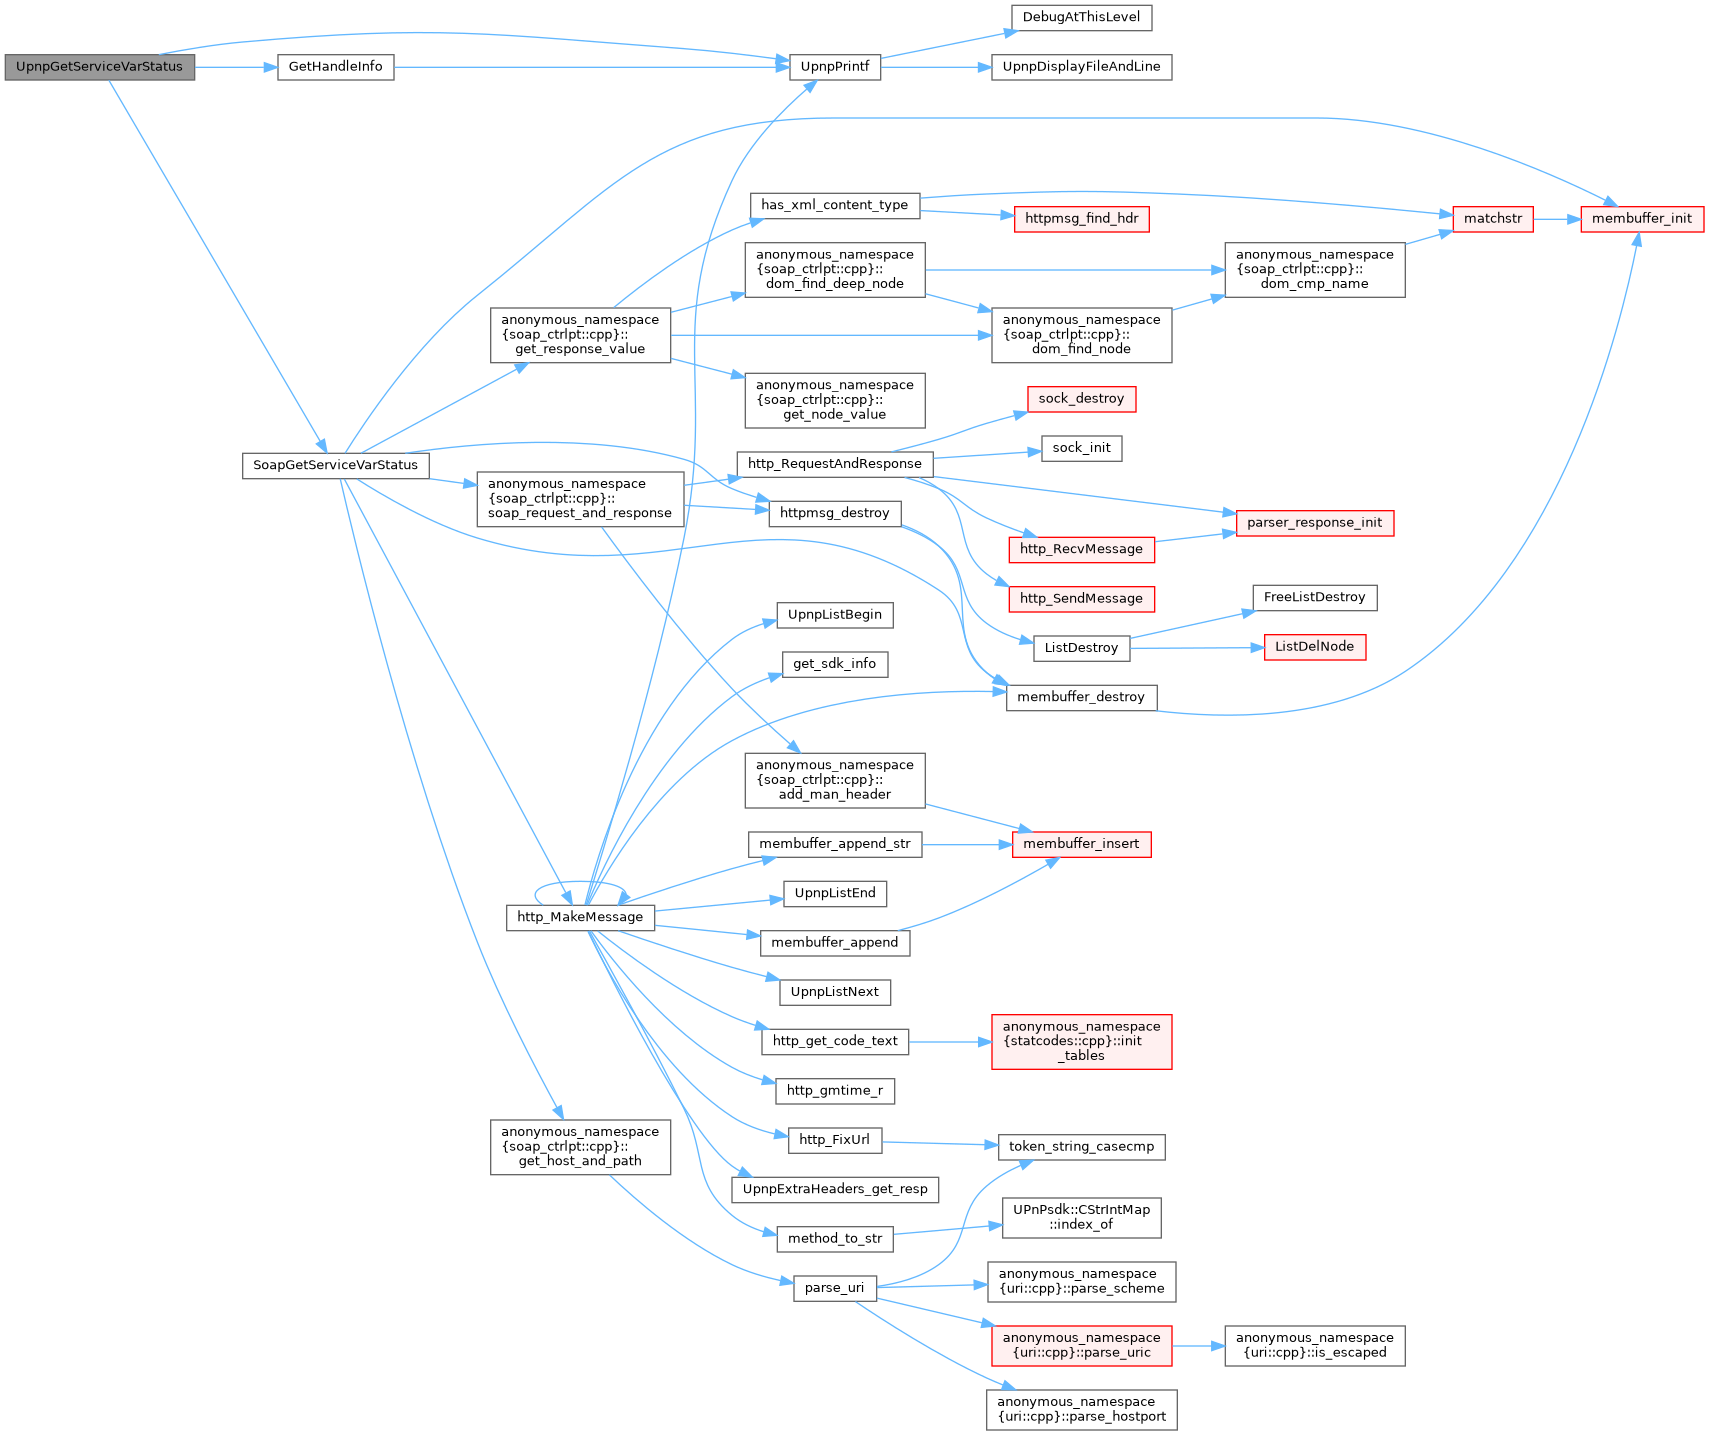 DebugAtThisLevel
UpnpGetServiceVarStatus
GetHandleInfo
UpnpPrintf
UpnpDisplayFileAndLine
has_xml_content_type
httpmsg_find_hdr
matchstr
membuffer_init
anonymous_namespace
{soap_ctrlpt::cpp}::
dom_find_deep_node
anonymous_namespace
{soap_ctrlpt::cpp}::
dom_cmp_name
anonymous_namespace
{soap_ctrlpt::cpp}::
get_response_value
anonymous_namespace
{soap_ctrlpt::cpp}::
dom_find_node
anonymous_namespace
{soap_ctrlpt::cpp}::
get_node_value
sock_destroy
sock_init
SoapGetServiceVarStatus
http_RequestAndResponse
anonymous_namespace
{soap_ctrlpt::cpp}::
soap_request_and_response
httpmsg_destroy
parser_response_init
http_RecvMessage
http_SendMessage
FreeListDestroy
UpnpListBegin
ListDestroy
ListDelNode
get_sdk_info
membuffer_destroy
anonymous_namespace
{soap_ctrlpt::cpp}::
add_man_header
membuffer_append_str
membuffer_insert
UpnpListEnd
http_MakeMessage
membuffer_append
UpnpListNext
http_get_code_text
anonymous_namespace
{statcodes::cpp}::init
_tables
http_gmtime_r
http_FixUrl
token_string_casecmp
anonymous_namespace
{soap_ctrlpt::cpp}::
get_host_and_path
UpnpExtraHeaders_get_resp
method_to_str
UPnPsdk::CStrIntMap
::index_of
parse_uri
anonymous_namespace
{uri::cpp}::parse_scheme
anonymous_namespace
{uri::cpp}::parse_uric
anonymous_namespace
{uri::cpp}::is_escaped
anonymous_namespace
{uri::cpp}::parse_hostport